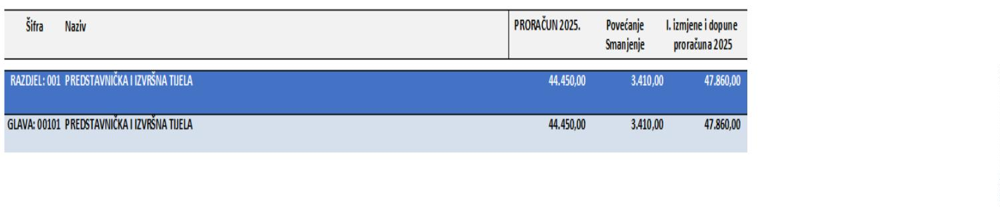 Šifra Naziv PRORAČUN 2025. Povećanje I. izmjene i dopune
Smanjenje proračuna 2025
RAZDJEL: 001 PREDSTAVNIČKA I IZVRŠNA TIJELA 44.450,00 3.410,00 47.860,00
GLAVA: 00101 PREDSTAVNIČKA I IZVRŠNA TIJELA 44.450,00 3.410,00 47.860,00